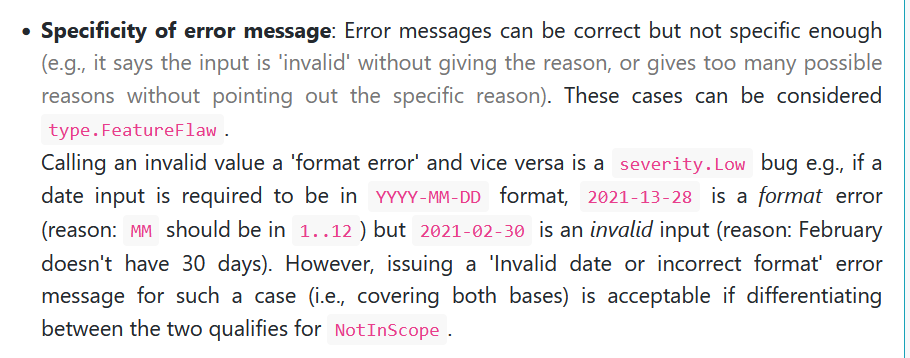 • Specificity of error message: Error messages can be correct but not specific enough
(e.g., it says the input is 'invalid' without giving the reason, or gives too many possible
reasons without pointing out the specific reason). These cases can be considered
type.FeatureFlaw .
Calling an invalid value a 'format error' and vice versa is a severity.Low bug e.g., if a
date input is required to be in YYYY-MM-DD format, 2021-13-28 is a format error
(reason: MM should be in 1..12 ) but 2021-02-30 is an invalid input (reason: February
doesn't have 30 days). However, issuing a 'Invalid date or incorrect format' error
message for such a case (i.e., covering both bases) is acceptable if differentiating
between the two qualifies for NotInScope .